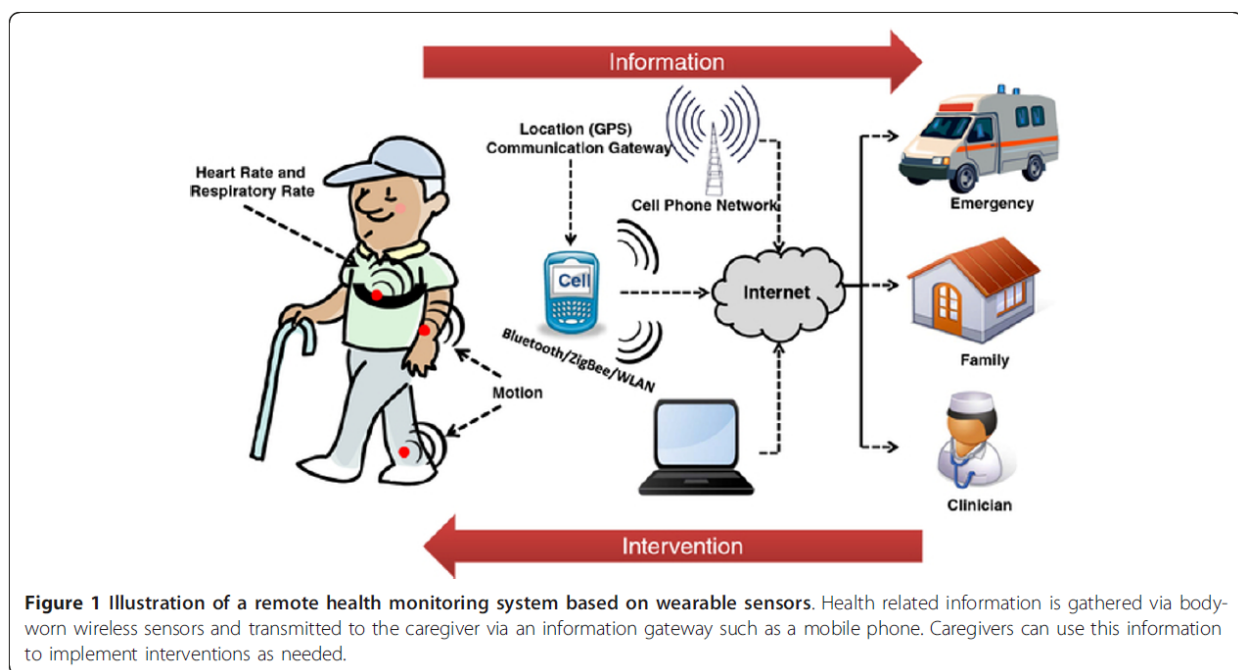 Information
Location (GPS)
Communication Gateway
Heart Rate and
Respiratory Rate
Cell Phone Network
Emergency
Cell
Internet
Bluetooth/ZigBee/WLAN
Family
Motion
Clinician
Intervention
Figure 1 Illustration of a remote health monitoring system based on wearable sensors. Health related information is gathered via body-
worn wireless sensors and transmitted to the caregiver via an information gateway such as a mobile phone. Caregivers can use this information
to implement interventions as needed.